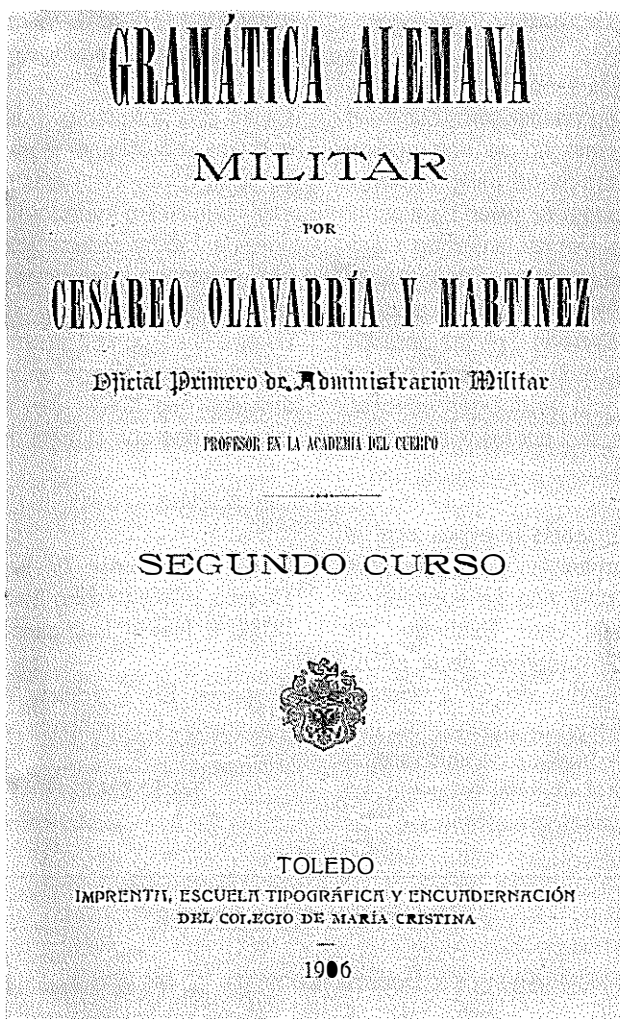 GRAMÁTICA ALEMANA
MILITAR
POR
CESÁREO OLAVARRÍA Y MARTÍNEZ
Oficial Primero de Administración Militar
PROFESOR EN LA ACADEMIA DEL CUERPO
SEGUNDO CURSO
TOLEDO
IMPRENTA, ESCUELA TIPOGRÁFICA Y ENCUADERNACIÓN
DEL COLEGIO DE MARÍA CRISTINA
1906